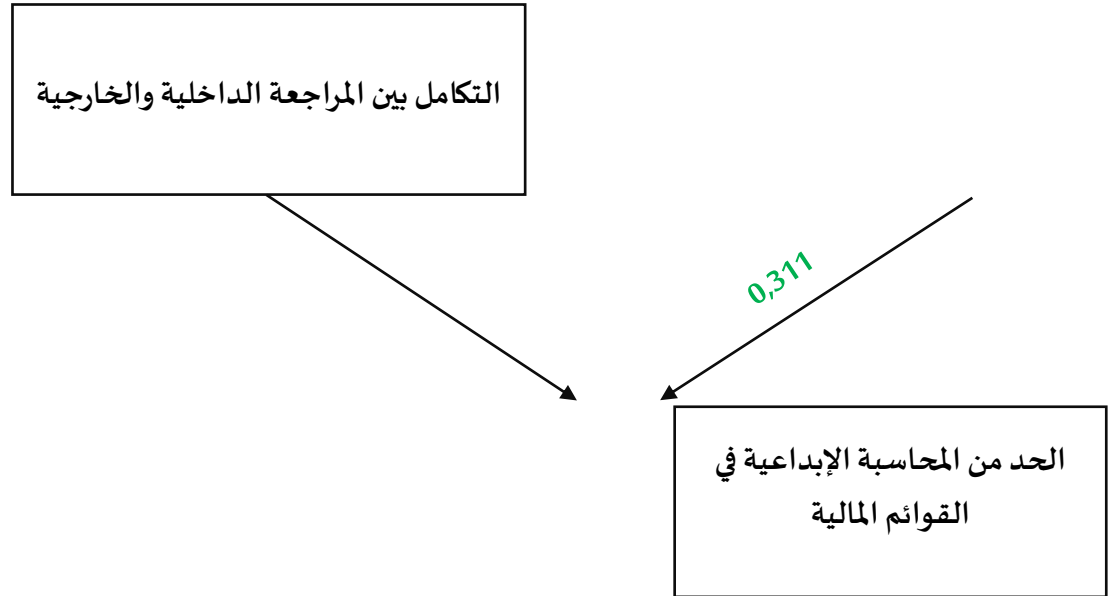 التكامل بين المراجعة الداخلية والخارجية
0,311
الحد من المحاسبة الإبداعية في
القوائم المالية